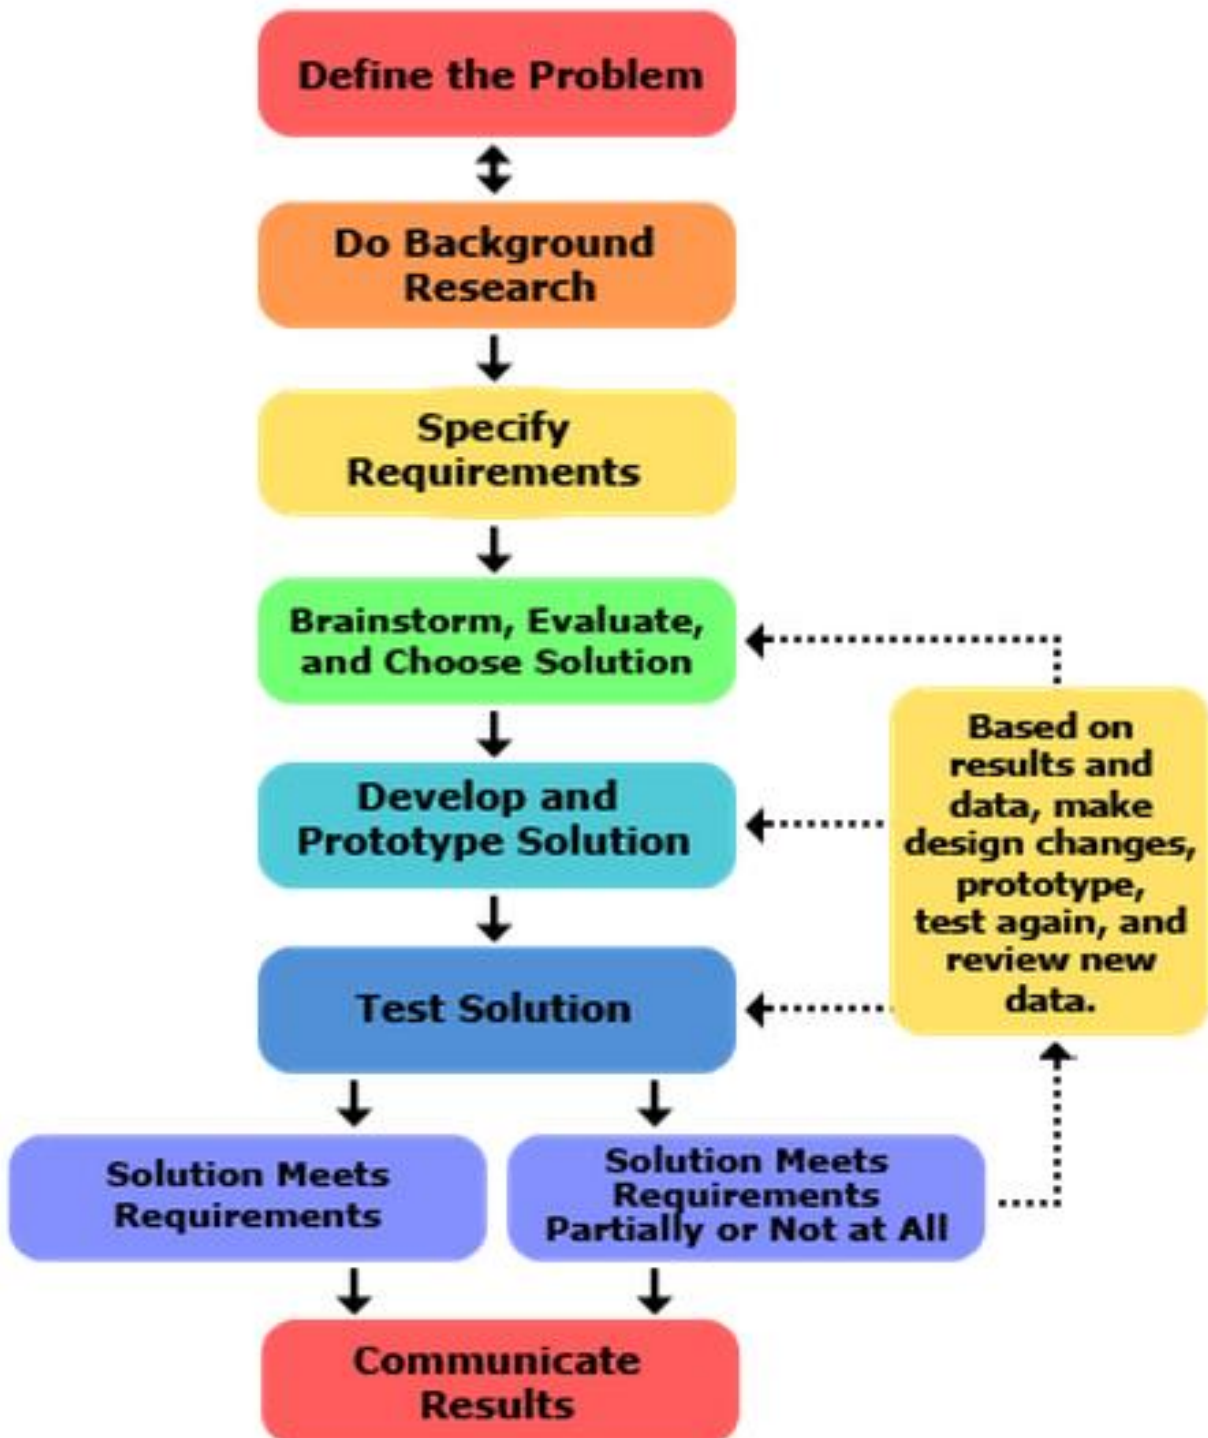 Define the Problem
Do Background
Research
Specify
Requirements
Brainstorm, Evaluate,
and Choose Solution
Based on
results and
data, make
design changes,
prototype,
test again, and
review new
data.
Develop and
Prototype Solution
Test Solution
Solution Meets
Requirements
Solution Meets
Requirements
Partially or Not at All
Communicate
Results